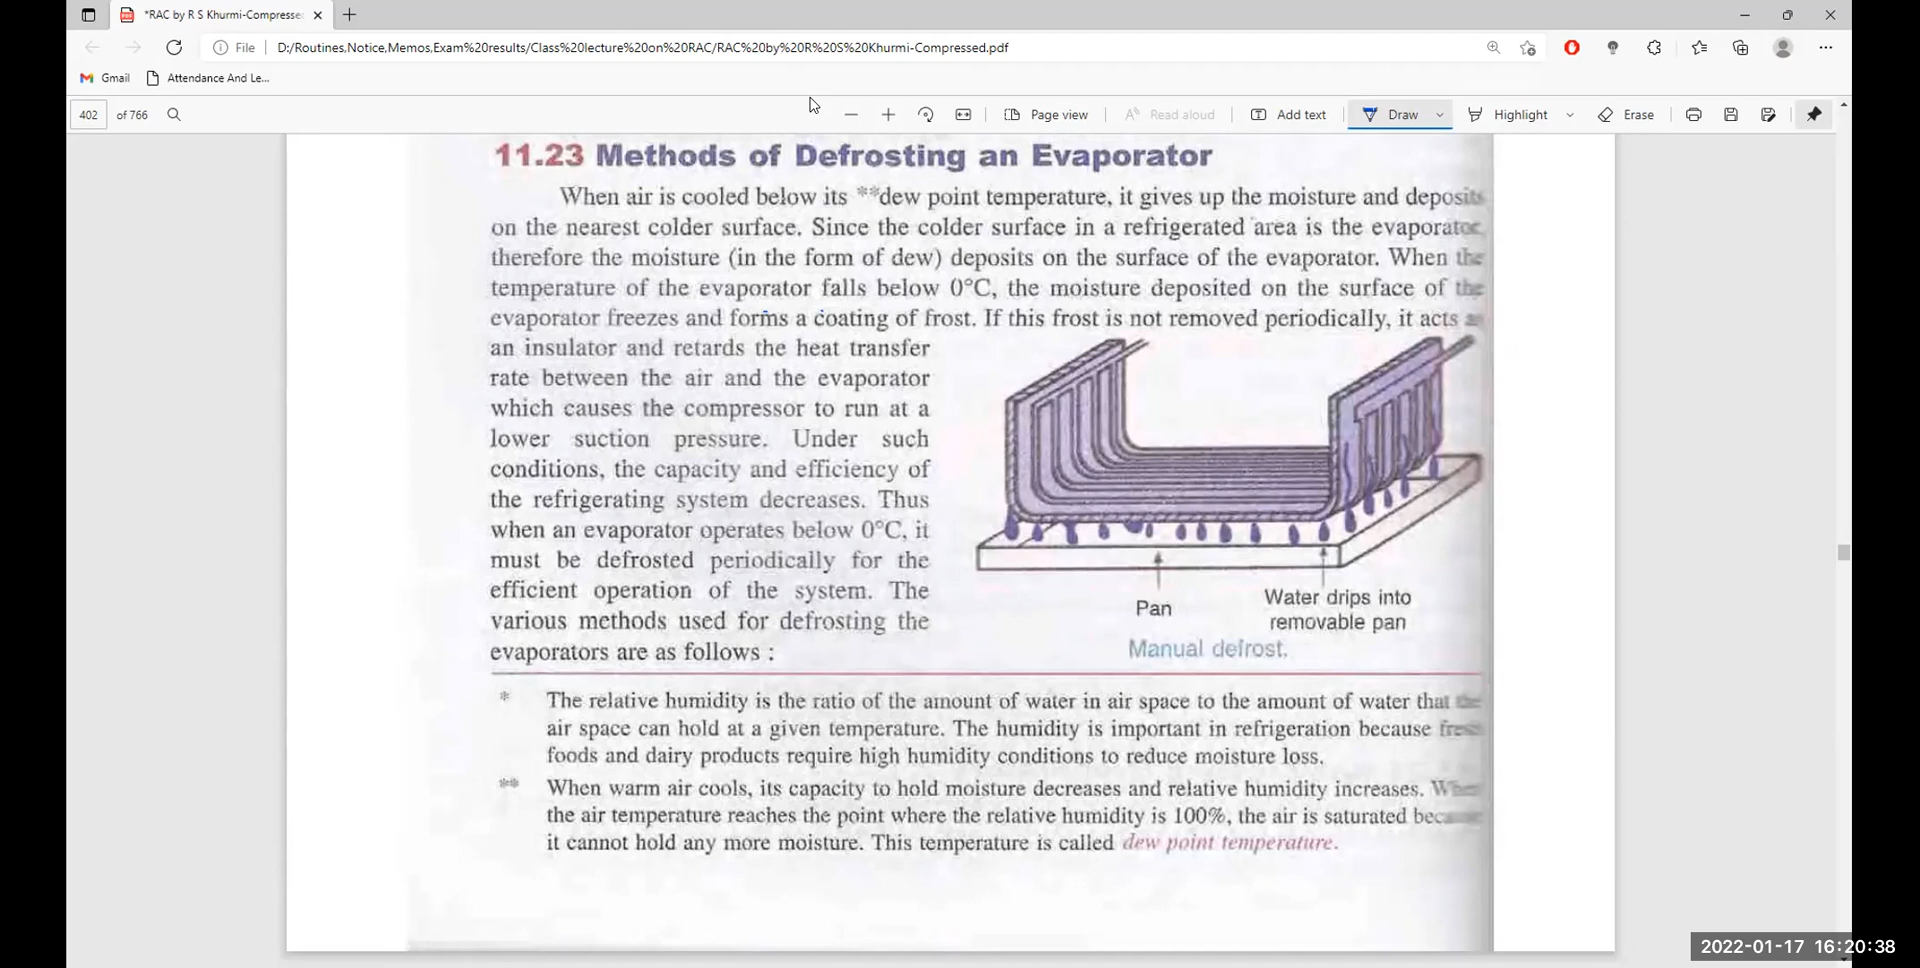 *RAC by R S Khurmi-Compresse
File D:/Routines,Notice,Memos,Exam%20results/Class%20lecture%20on%20RAC/RAC%20by%20R%20S%20Khurmi-Compressed.pdf
Gmail Attendance And Le...
402 of 766 Page view Read aloud Add text Draw Highlight Erase
11.23 Methods of Defrosting an Evaporator
When air is cooled below its **dew point temperature, it gives up the moisture and deposits
on the nearest colder surface. Since the colder surface in a refrigerated area is the evaporator,
therefore the moisture (in the form of dew) deposits on the surface of the evaporator. When the
temperature of the evaporator falls below 0°C, the moisture deposited on the surface of the
evaporator freezes and forms a coating of frost. If this frost is not removed periodically, it acts as
an insulator and retards the heat transfer
rate between the air and the evaporator
which causes the compressor to run at a
lower suction pressure. Under such
conditions, the capacity and efficiency of
the refrigerating system decreases. Thus
when an evaporator operates below 0°C, it
must be defrosted periodically for the
efficient operation of the system. The
various methods used for defrosting the
evaporators are as follows :
Pan
Water drips into
removable pan
Manual defrost.
* The relative humidity is the ratio of the amount of water in air space to the amount of water that the
air space can hold at a given temperature. The humidity is important in refrigeration because fresh
foods and dairy products require high humidity conditions to reduce moisture loss.
** When warm air cools, its capacity to hold moisture decreases and relative humidity increases. When
the air temperature reaches the point where the relative humidity is 100%, the air is saturated because
it cannot hold any more moisture. This temperature is called dew point temperature.
2022-01-17 16:20:38